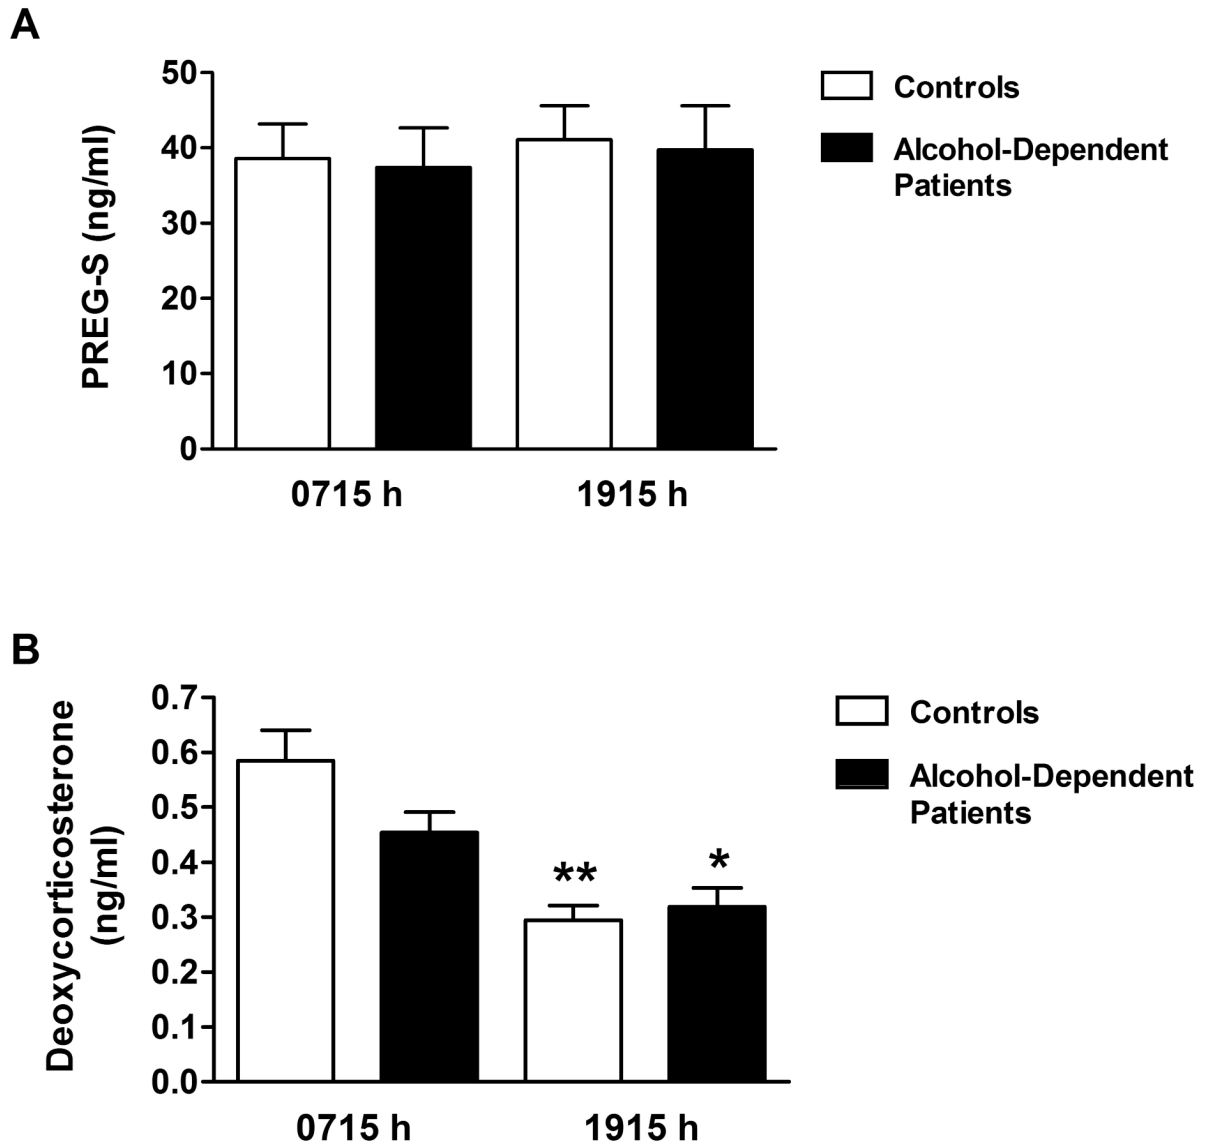 A
PREG-S (ng/ml)
50
40
30
20
10
0
0715 h
1915 h
Controls
Alcohol-Dependent
Patients
B
Deoxycorticosterone
(ng/ml)
0.7
0.6
0.5
0.4
0.3
0.2
0.1
0.0
**
*
0715 h
1915 h
Controls
Alcohol-Dependent
Patients